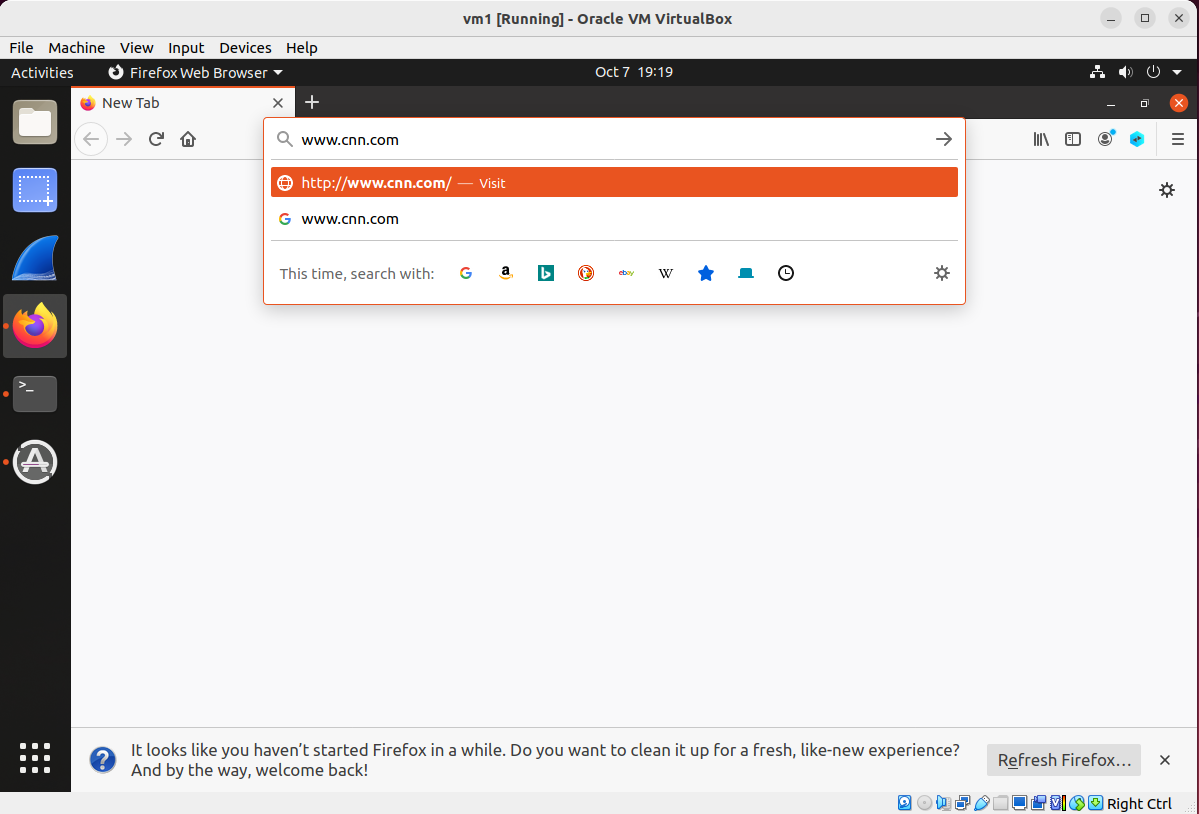 vm1 [Running] - Oracle VM VirtualBox
File Machine View Input Devices Help
Activities Firefox Web Browser Oct 7 19:19
New Tab
www.cnn.com
http://www.cnn.com/ — Visit
www.cnn.com
This time, search with: G a b ebay W
>_
It looks like you haven’t started Firefox in a while. Do you want to clean it up for a fresh, like-new experience?
And by the way, welcome back!
Refresh Firefox…
Right Ctrl